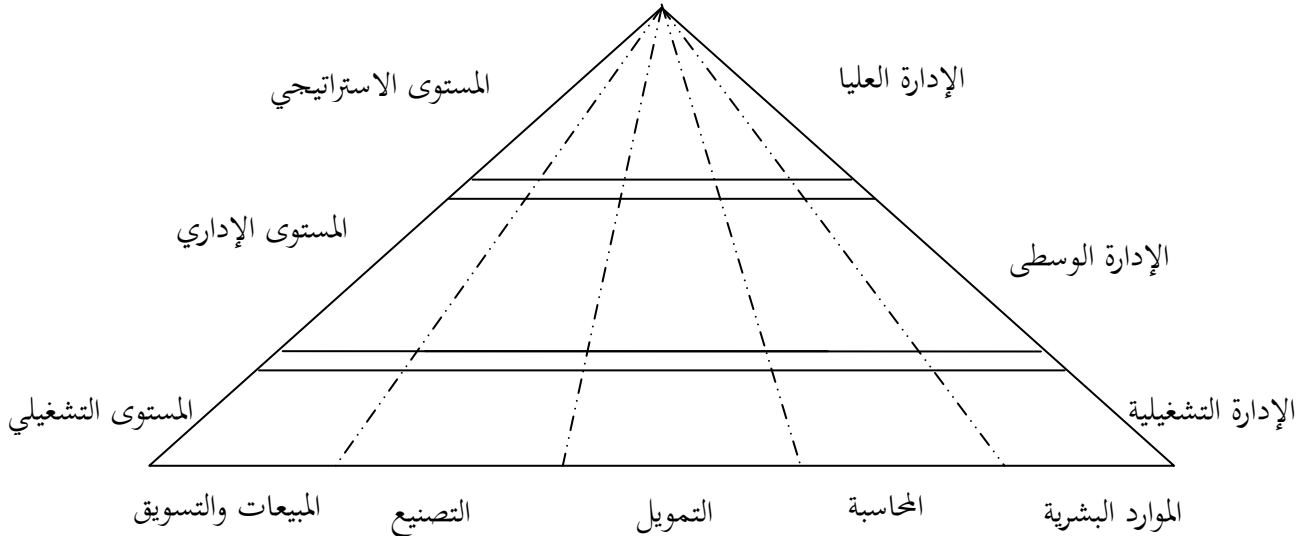 الإدارة العليا
المستوى الاستراتيجي
المستوى الإداري
الإدارة الوسطى
الإدارة التشغيلية
المستوى التشغيلي
الموارد البشرية
المحاسبة
التمويل
التصنيع
المبيعات والتسويق